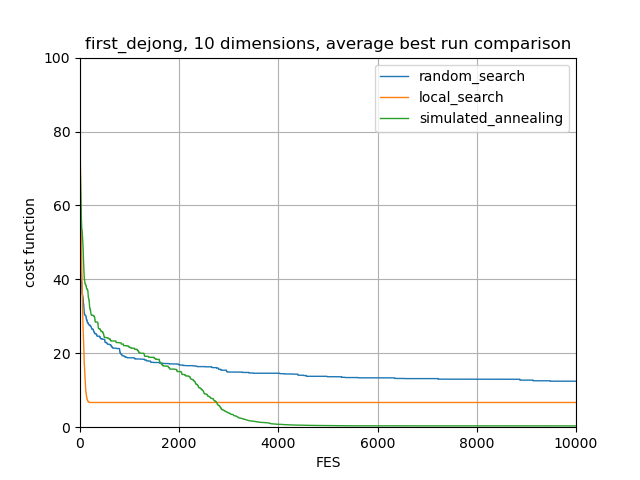 first_dejong, 10 dimensions, average best run comparison
100
80
60
40
20
0
cost function
random_search
local_search
simulated_annealing
0 2000 4000 6000 8000 10000
FES